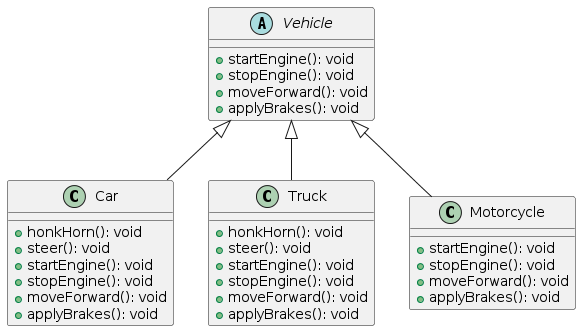 A Vehicle
startEngine(): void
stopEngine(): void
moveForward(): void
applyBrakes(): void
C Car
honkHorn(): void
steer(): void
startEngine(): void
stopEngine(): void
moveForward(): void
applyBrakes(): void
C Truck
honkHorn(): void
steer(): void
startEngine(): void
stopEngine(): void
moveForward(): void
applyBrakes(): void
C Motorcycle
startEngine(): void
stopEngine(): void
moveForward(): void
applyBrakes(): void